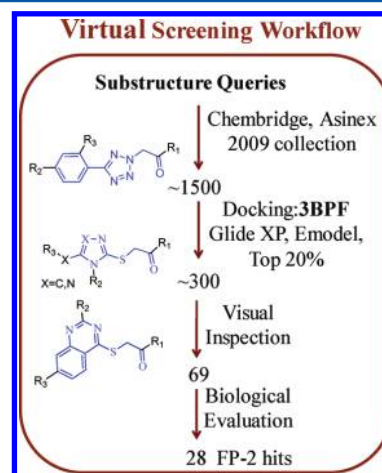 Virtual Screening Workflow
Substructure Queries
Chembridge, Asinex
2009 collection
R3
R2
N N
N=N
O
R1
~1500
Docking:3BPF
Glide XP, Emodel,
Top 20%
R3
X
X-N
N
S
O
R1
R2
X=C,N
~300
Visual
Inspection
R2
N N
S
O
R1
R3
69
Biological
Evaluation
28 FP-2 hits